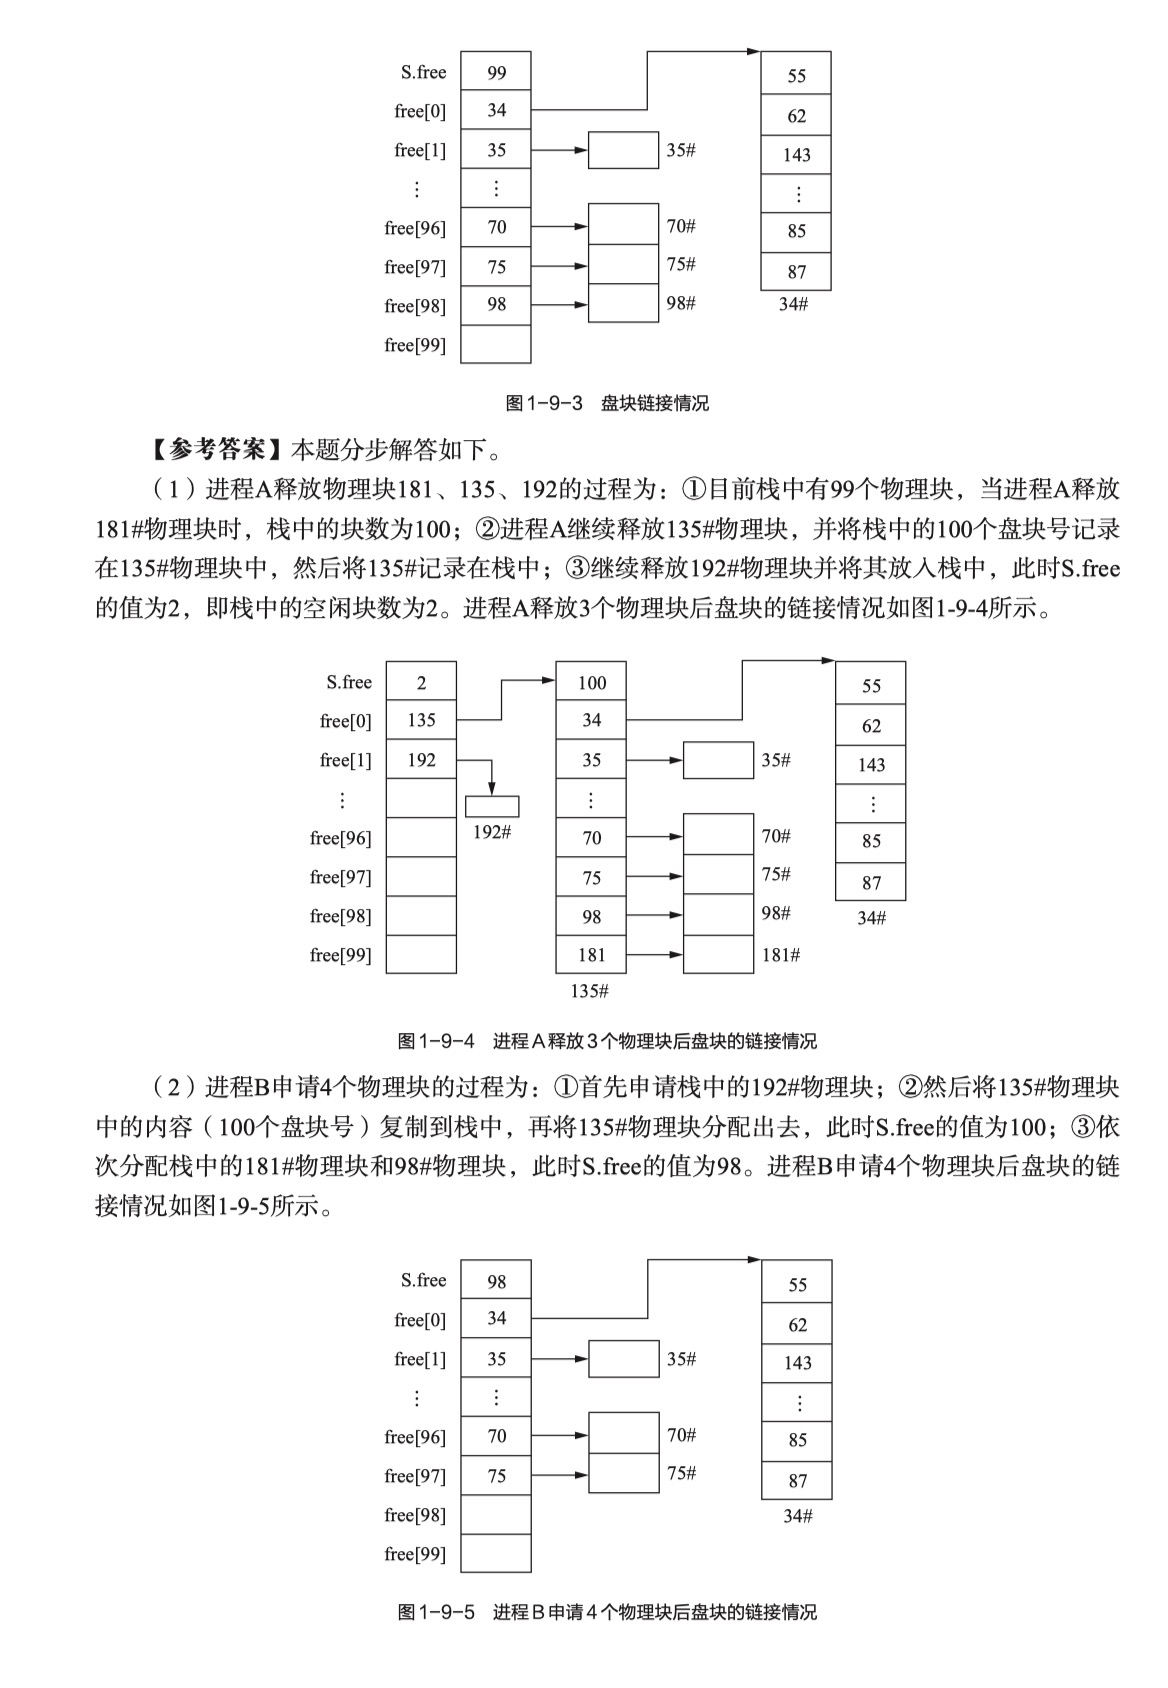 S.free 99 55
free[0] 34 62
free[1] 35 35# 143
⋮ ⋮ ⋮
free[96] 70 70# 85
free[97] 75 75# 87
free[98] 98 98# 34#
free[99]
图1-9-3 盘块链接情况
【参考答案】本题分步解答如下。
（1）进程A释放物理块181、135、192的过程为：①目前栈中有99个物理块，当进程A释放
181#物理块时，栈中的块数为100；②进程A继续释放135#物理块，并将栈中的100个盘块号记录
在135#物理块中，然后将135#记录在栈中；③继续释放192#物理块并将其放入栈中，此时S.free
的值为2，即栈中的空闲块数为2。进程A释放3个物理块后盘块的链接情况如图1-9-4所示。
S.free 2 100 55
free[0] 135 34 62
free[1] 192 35 35# 143
⋮ ⋮ ⋮
192#
free[96] 70 70# 85
free[97] 75 75# 87
free[98] 98 98# 34#
free[99] 181 181#
135#
图1-9-4 进程A释放3个物理块后盘块的链接情况
（2）进程B申请4个物理块的过程为：①首先申请栈中的192#物理块；②然后将135#物理块
中的内容（100个盘块号）复制到栈中，再将135#物理块分配出去，此时S.free的值为100；③依
次分配栈中的181#物理块和98#物理块，此时S.free的值为98。进程B申请4个物理块后盘块的链
接情况如图1-9-5所示。
S.free 98 55
free[0] 34 62
free[1] 35 35# 143
⋮ ⋮ ⋮
free[96] 70 70# 85
free[97] 75 75# 87
free[98] 34#
free[99]
图1-9-5 进程B申请4个物理块后盘块的链接情况